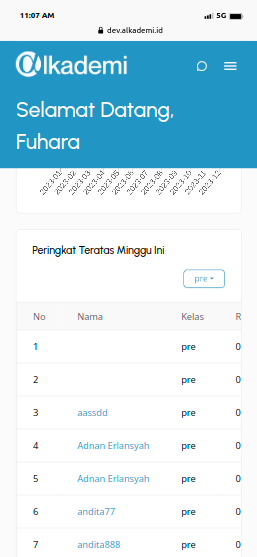 11:07 AM 5G
dev.alkademi.id
Alkademi
Selamat Datang,
Fuhara
2023-01 2023-02 2023-03 2023-04 2023-05 2023-06 2023-07 2023-08 2023-09 2023-10 2023-11 2023-12
Peringkat Teratas Minggu Ini
pre
No Nama Kelas R
1 pre 0
2 pre 0
3 aassdd pre 0
4 Adnan Erlansyah pre 0
5 Adnan Erlansyah pre 0
6 andita77 pre 0
7 andita888 pre 0